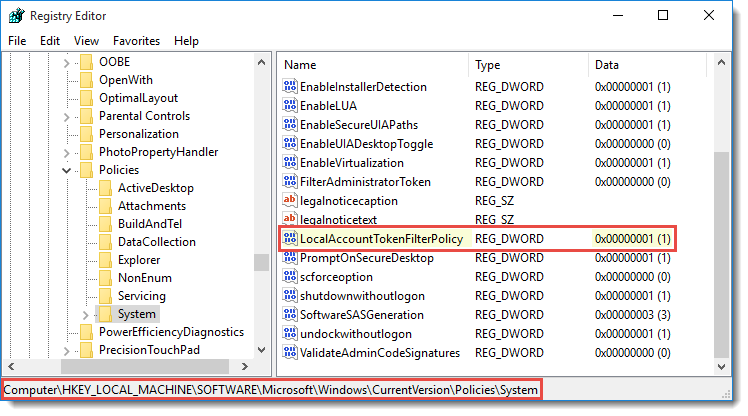 Registry Editor
File Edit View Favorites Help
OOBE
OpenWith
OptimalLayout
Parental Controls
Personalization
PhotoPropertyHandler
Policies
ActiveDesktop
Attachments
BuildAndTel
DataCollection
Explorer
NonEnum
Servicing
System
PowerEfficiencyDiagnostics
PrecisionTouchPad
Name Type Data
EnableInstallerDetection REG_DWORD 0x00000001 (1)
EnableLUA REG_DWORD 0x00000001 (1)
EnableSecureUIAPaths REG_DWORD 0x00000001 (1)
EnableUIADesktopToggle REG_DWORD 0x00000000 (0)
EnableVirtualization REG_DWORD 0x00000001 (1)
FilterAdministratorToken REG_DWORD 0x00000000 (0)
legalnoticecaption REG_SZ
legalnoticetext REG_SZ
LocalAccountTokenFilterPolicy REG_DWORD 0x00000001 (1)
PromptOnSecureDesktop REG_DWORD 0x00000001 (1)
scforceoption REG_DWORD 0x00000000 (0)
shutdownwithoutlogon REG_DWORD 0x00000001 (1)
SoftwareSASGeneration REG_DWORD 0x00000003 (3)
undockwithoutlogon REG_DWORD 0x00000001 (1)
ValidateAdminCodeSignatures REG_DWORD 0x00000000 (0)
Computer\HKEY_LOCAL_MACHINE\SOFTWARE\Microsoft\Windows\CurrentVersion\Policies\System